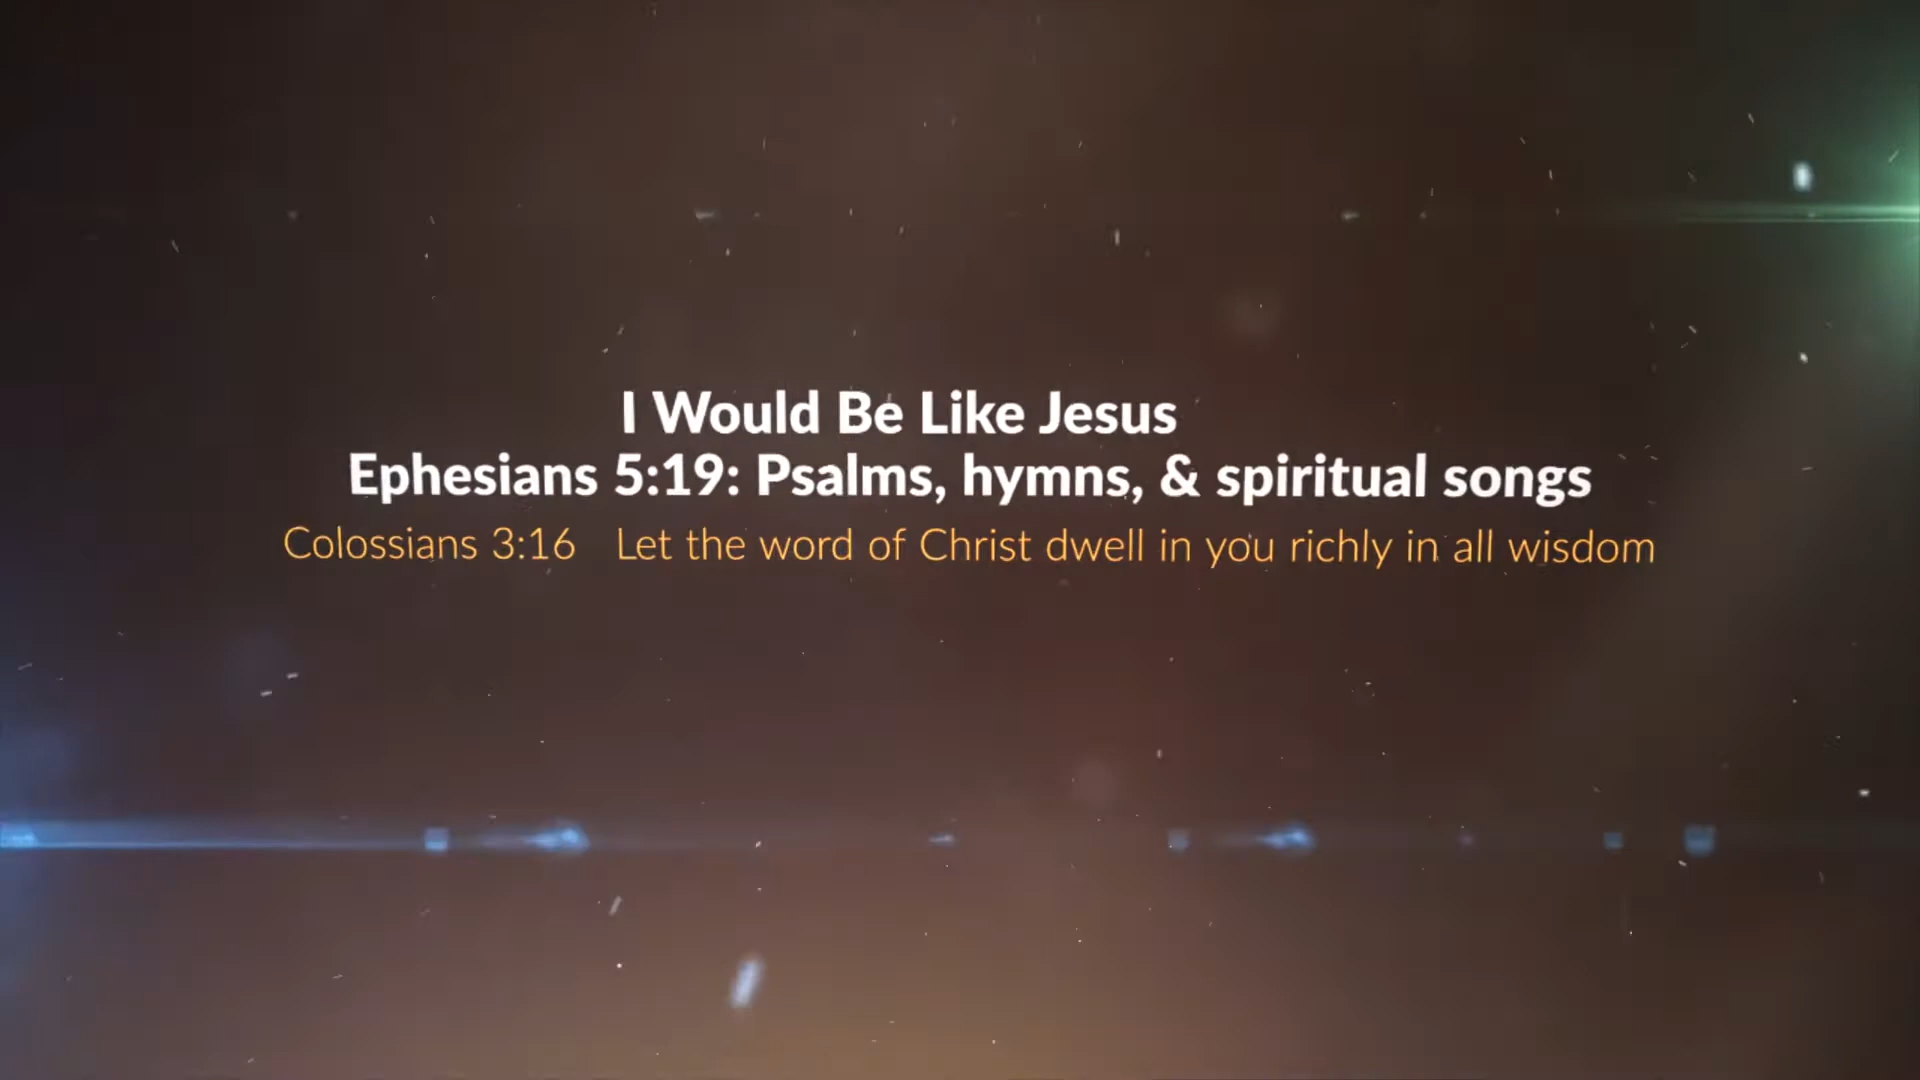 I Would Be Like Jesus
Ephesians 5:19: Psalms, hymns, & spiritual songs
Colossians 3:16 Let the word of Christ dwell in you richly in all wisdom